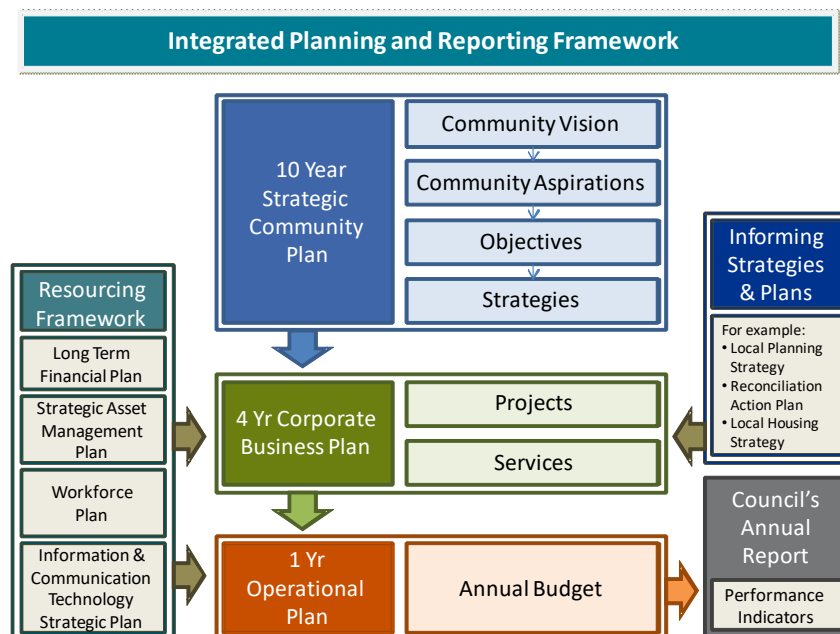 Integrated Planning and Reporting Framework
10 Year
Strategic
Community
Plan
Community Vision
Community Aspirations
Objectives
Strategies
Resourcing
Framework
Long Term
Financial Plan
Strategic Asset
Management
Plan
Workforce
Plan
Information &
Communication
Technology
Strategic Plan
4 Yr Corporate
Business Plan
Projects
Services
1 Yr
Operational
Plan
Annual Budget
Informing
Strategies
& Plans
For example:
• Local Planning
Strategy
• Reconciliation
Action Plan
• Local Housing
Strategy
Council's
Annual
Report
Performance
Indicators